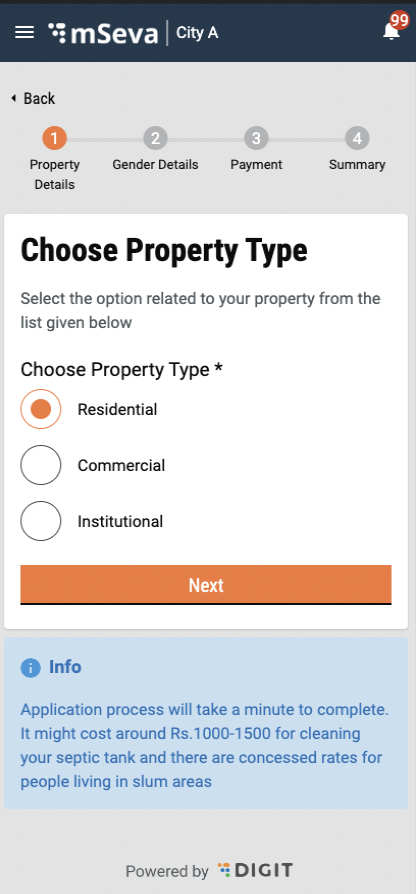 mSeva | City A
99
Back
1 2 3 4
Property Gender Details Payment Summary
Details
Choose Property Type
Select the option related to your property from the
list given below
Choose Property Type *
Residential
Commercial
Institutional
Next
i Info
Application process will take a minute to complete.
It might cost around Rs.1000-1500 for cleaning
your septic tank and there are concessed rates for
people living in slum areas
Powered by DIGIT